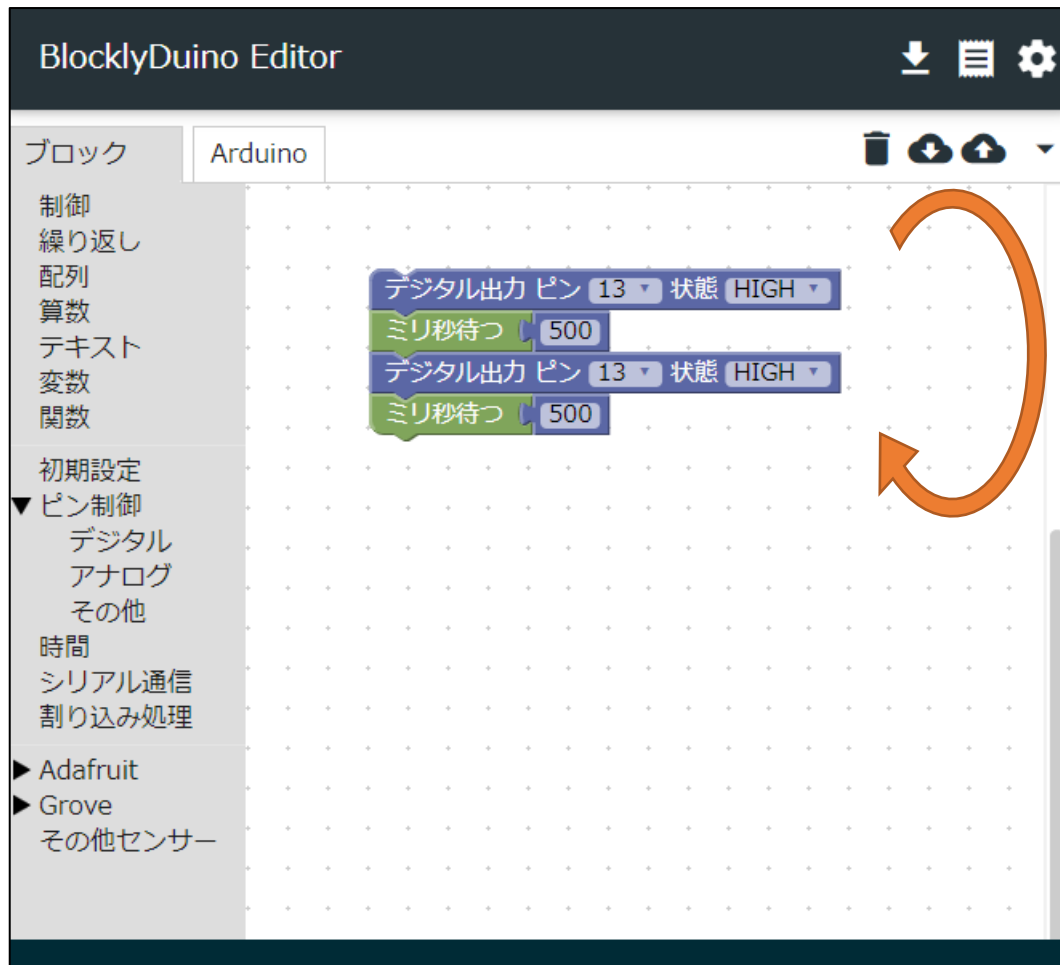 BlocklyDuino Editor
ブロック
Arduino
制御
繰り返し
配列
算数
テキスト
変数
関数
初期設定
ピン制御
デジタル
アナログ
その他
時間
シリアル通信
割り込み処理
Adafruit
Grove
その他センサー
デジタル出力 ピン 13 状態 HIGH
ミリ秒待つ 500
デジタル出力 ピン 13 状態 HIGH
ミリ秒待つ 500